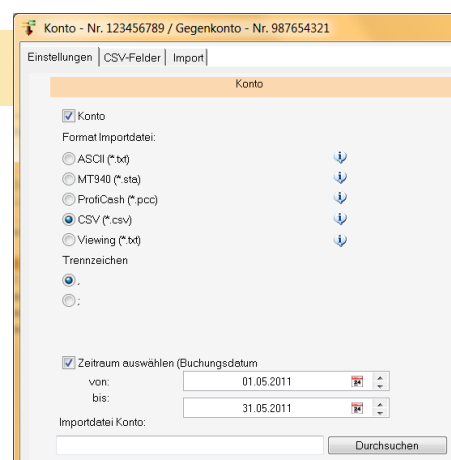 Konto - Nr. 123456789 / Gegenkonto - Nr. 987654321
Einstellungen CSV-Felder Import
Konto
Konto
Format Importdatei:
ASCII (*.txt)
MT940 (*.sta)
ProfiCash (*.pcc)
CSV (*.csv)
Viewing (*.txt)
Trennzeichen
,
;
Zeitraum auswählen (Buchungsdatum
von: 01.05.2011 24
bis:
31.05.2011 24
Importdatei Konto:
Durchsuchen